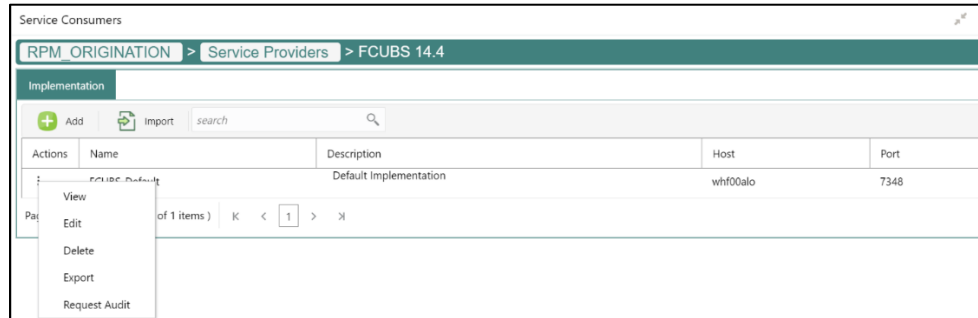 Service Consumers
RPM_ORIGINATION > Service Providers > FCUBS 14.4
Implementation
Add Import search
Actions Name Description Host Port
FCUBS_Default Default Implementation whf00alo 7348
View
of 1 items ) K < 1 > >|
Edit
Delete
Export
Request Audit